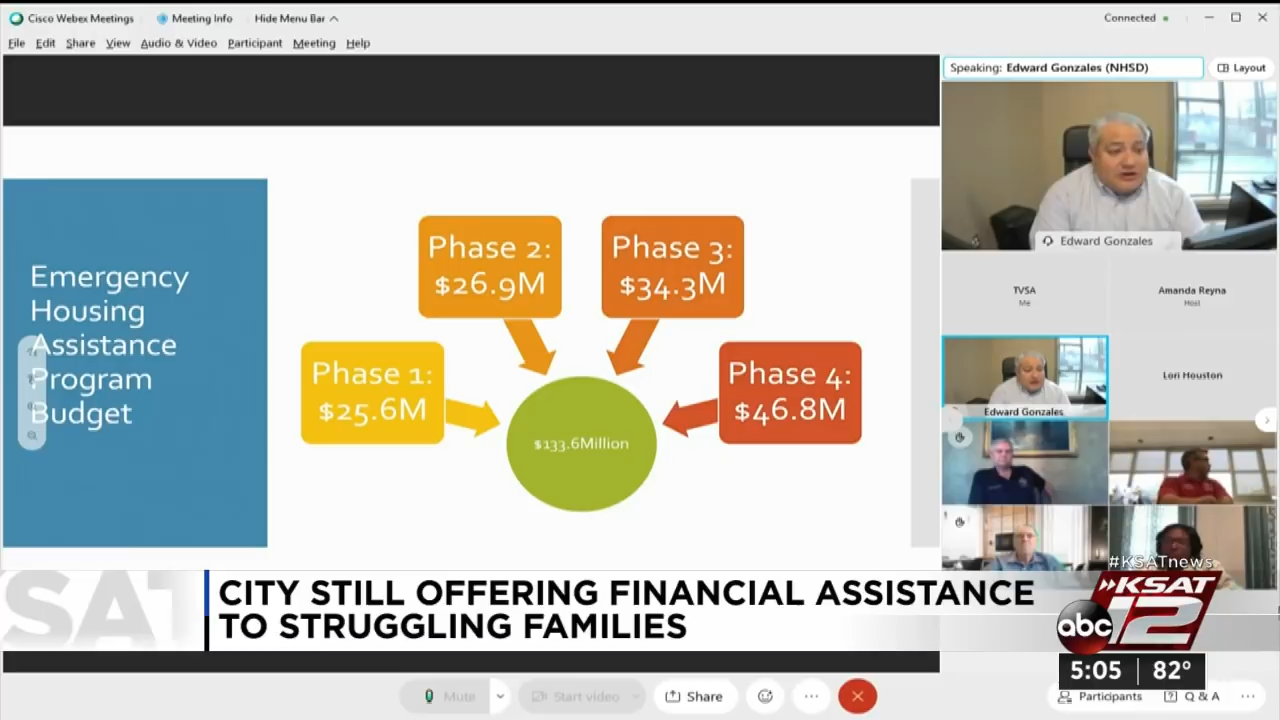 Cisco Webex Meetings
Meeting Info
Hide Menu Bar
Connected
File Edit Share View Audio & Video Participant Meeting Help
Speaking: Edward Gonzales (NHSD)
Layout
Edward Gonzales
TVSA
Me
Amanda Reyna
Host
Edward Gonzales
Lori Houston
Emergency
Housing
Assistance
Program
Budget
Phase 1:
$25.6M
Phase 2:
$26.9M
Phase 3:
$34.3M
Phase 4:
$46.8M
$133.6Million
#KSATnews
KSAT
12
abc
SAT
CITY STILL OFFERING FINANCIAL ASSISTANCE
TO STRUGGLING FAMILIES
5:05 82°
Mute
Start video
Share
Participants
Q & A